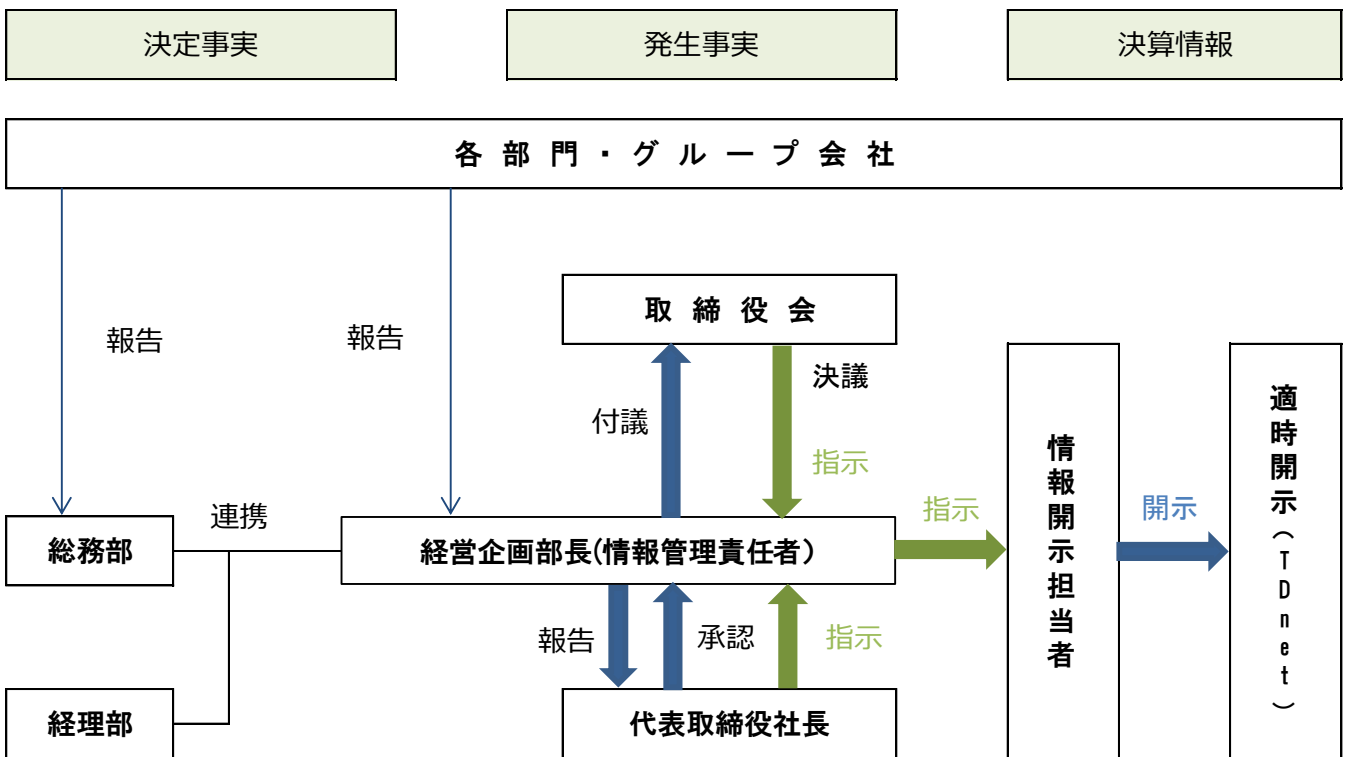 決定事実
発生事実
決算情報
各部門・グループ会社
報告
報告
取締役会
付議
決議
指示
総務部
連携
経営企画部長(情報管理責任者)
指示
情報開示担当者
開示
適時開示(TDnet)
報告
承認
指示
経理部
代表取締役社長